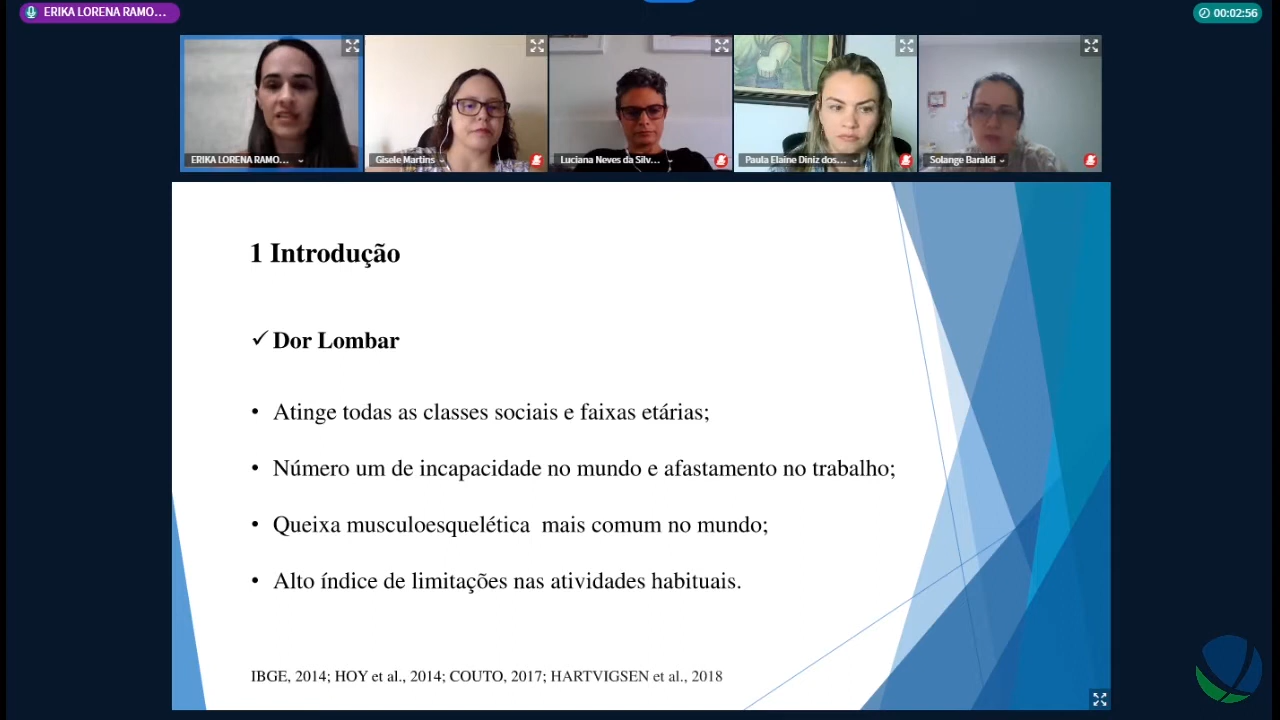 ERIKA LORENA RAMO...
00:02:56
ERIKA LORENA RAMO...
Gisele Martins
Luciana Neves da Silv...
Paula Elaine Diniz dos...
Solange Baraldi
1 Introdução
✓ Dor Lombar
• Atinge todas as classes sociais e faixas etárias;
• Número um de incapacidade no mundo e afastamento no trabalho;
• Queixa musculoesquelética mais comum no mundo;
• Alto índice de limitações nas atividades habituais.
IBGE, 2014; HOY et al., 2014; COUTO, 2017; HARTVIGSEN et al., 2018